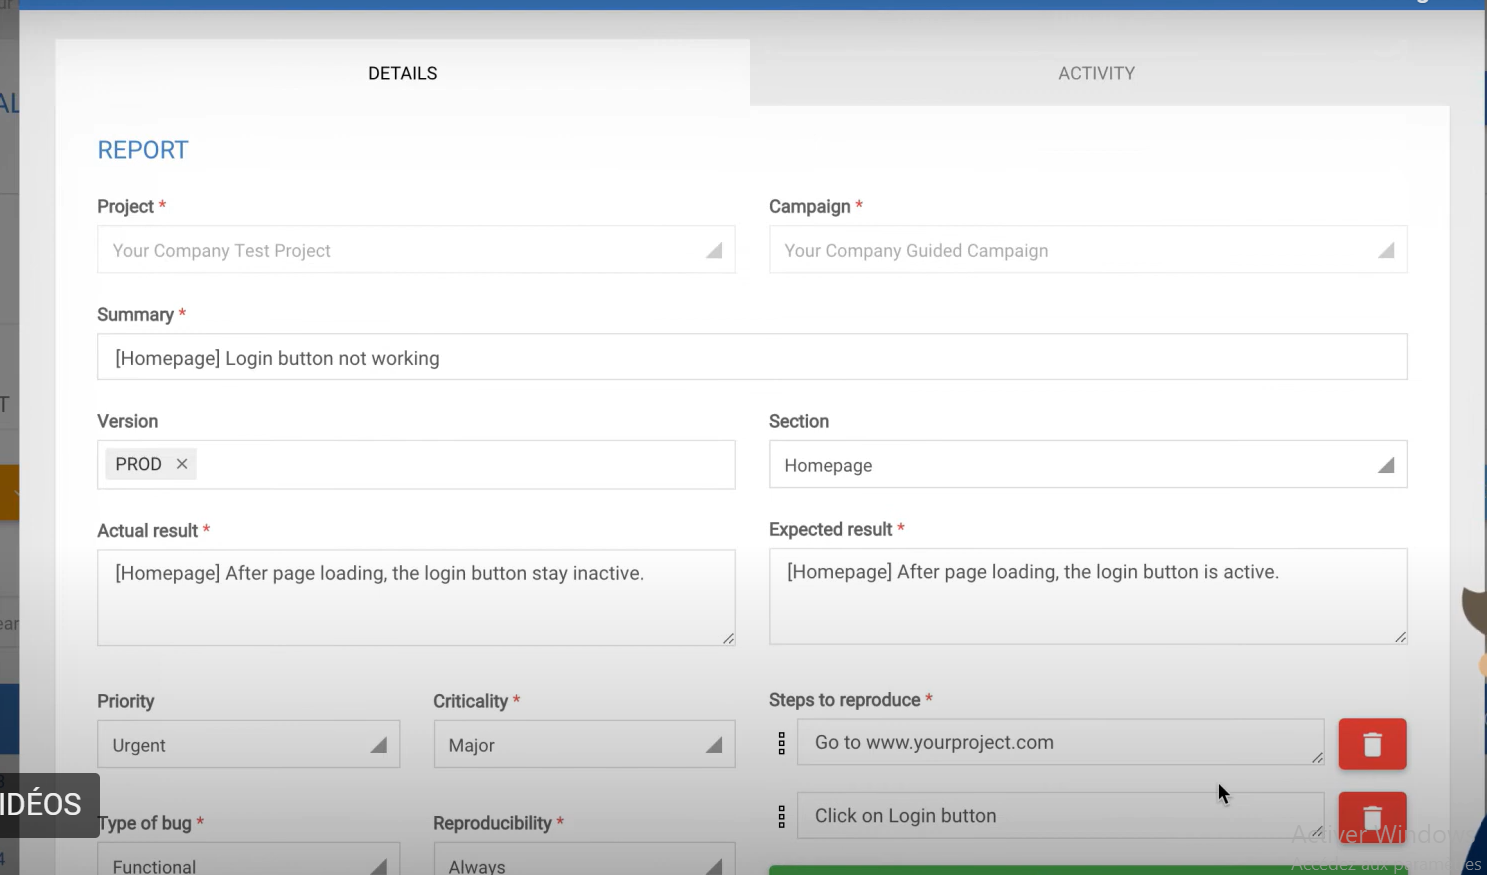 DETAILS
ACTIVITY
REPORT
Project *
Campaign *
Your Company Test Project
Your Company Guided Campaign
Summary *
[Homepage] Login button not working
Version
Section
PROD ×
Homepage
Actual result *
Expected result *
[Homepage] After page loading, the login button stay inactive.
[Homepage] After page loading, the login button is active.
Priority
Criticality *
Steps to reproduce *
Urgent
Major
Go to www.yourproject.com
IDÉOS
Type of bug *
Reproducibility *
Click on Login button
Activer Windows
Functional
Always
Accédez aux paramètres